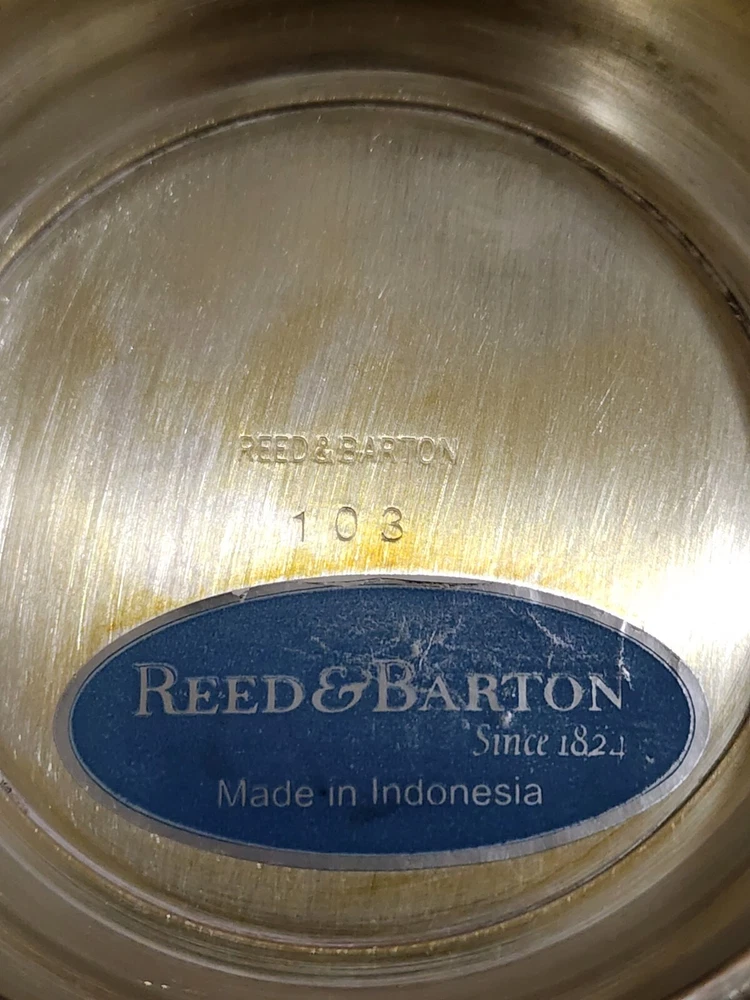 REED & BARTON
103
REED & BARTON
Since 1824
Made in Indonesia